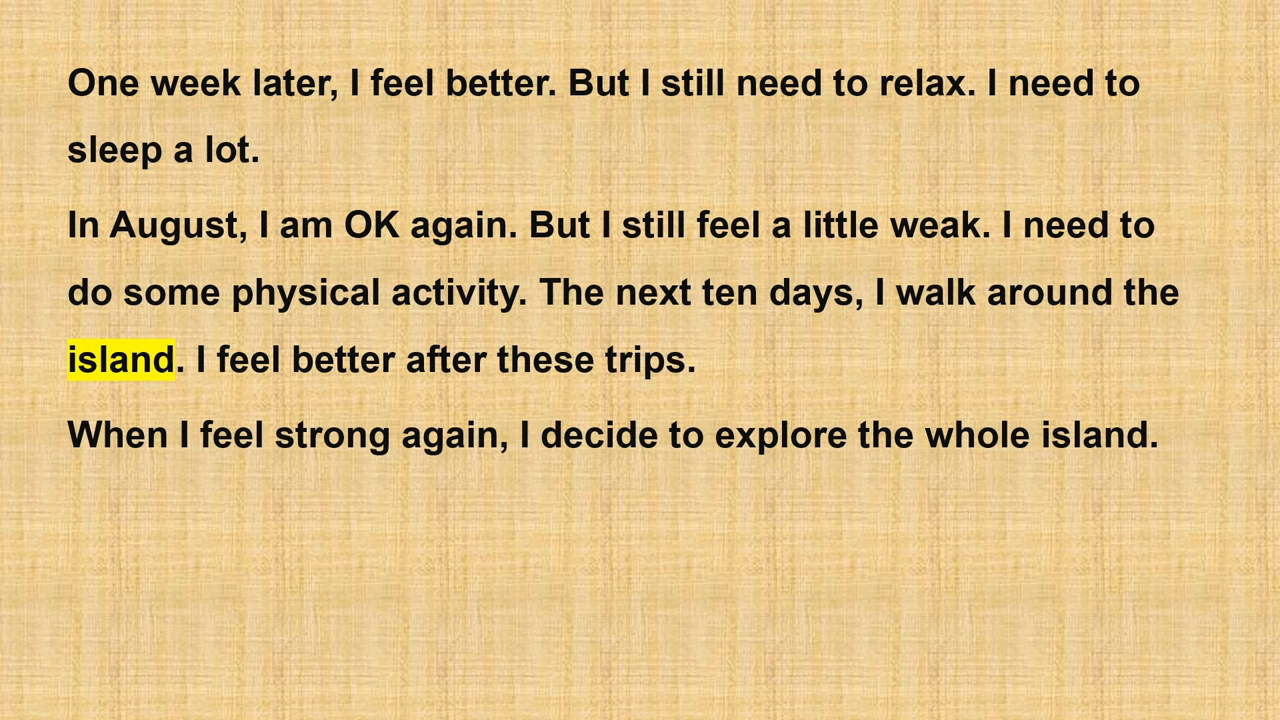 One week later, I feel better. But I still need to relax. I need to
sleep a lot.
In August, I am OK again. But I still feel a little weak. I need to
do some physical activity. The next ten days, I walk around the
island. I feel better after these trips.
When I feel strong again, I decide to explore the whole island.